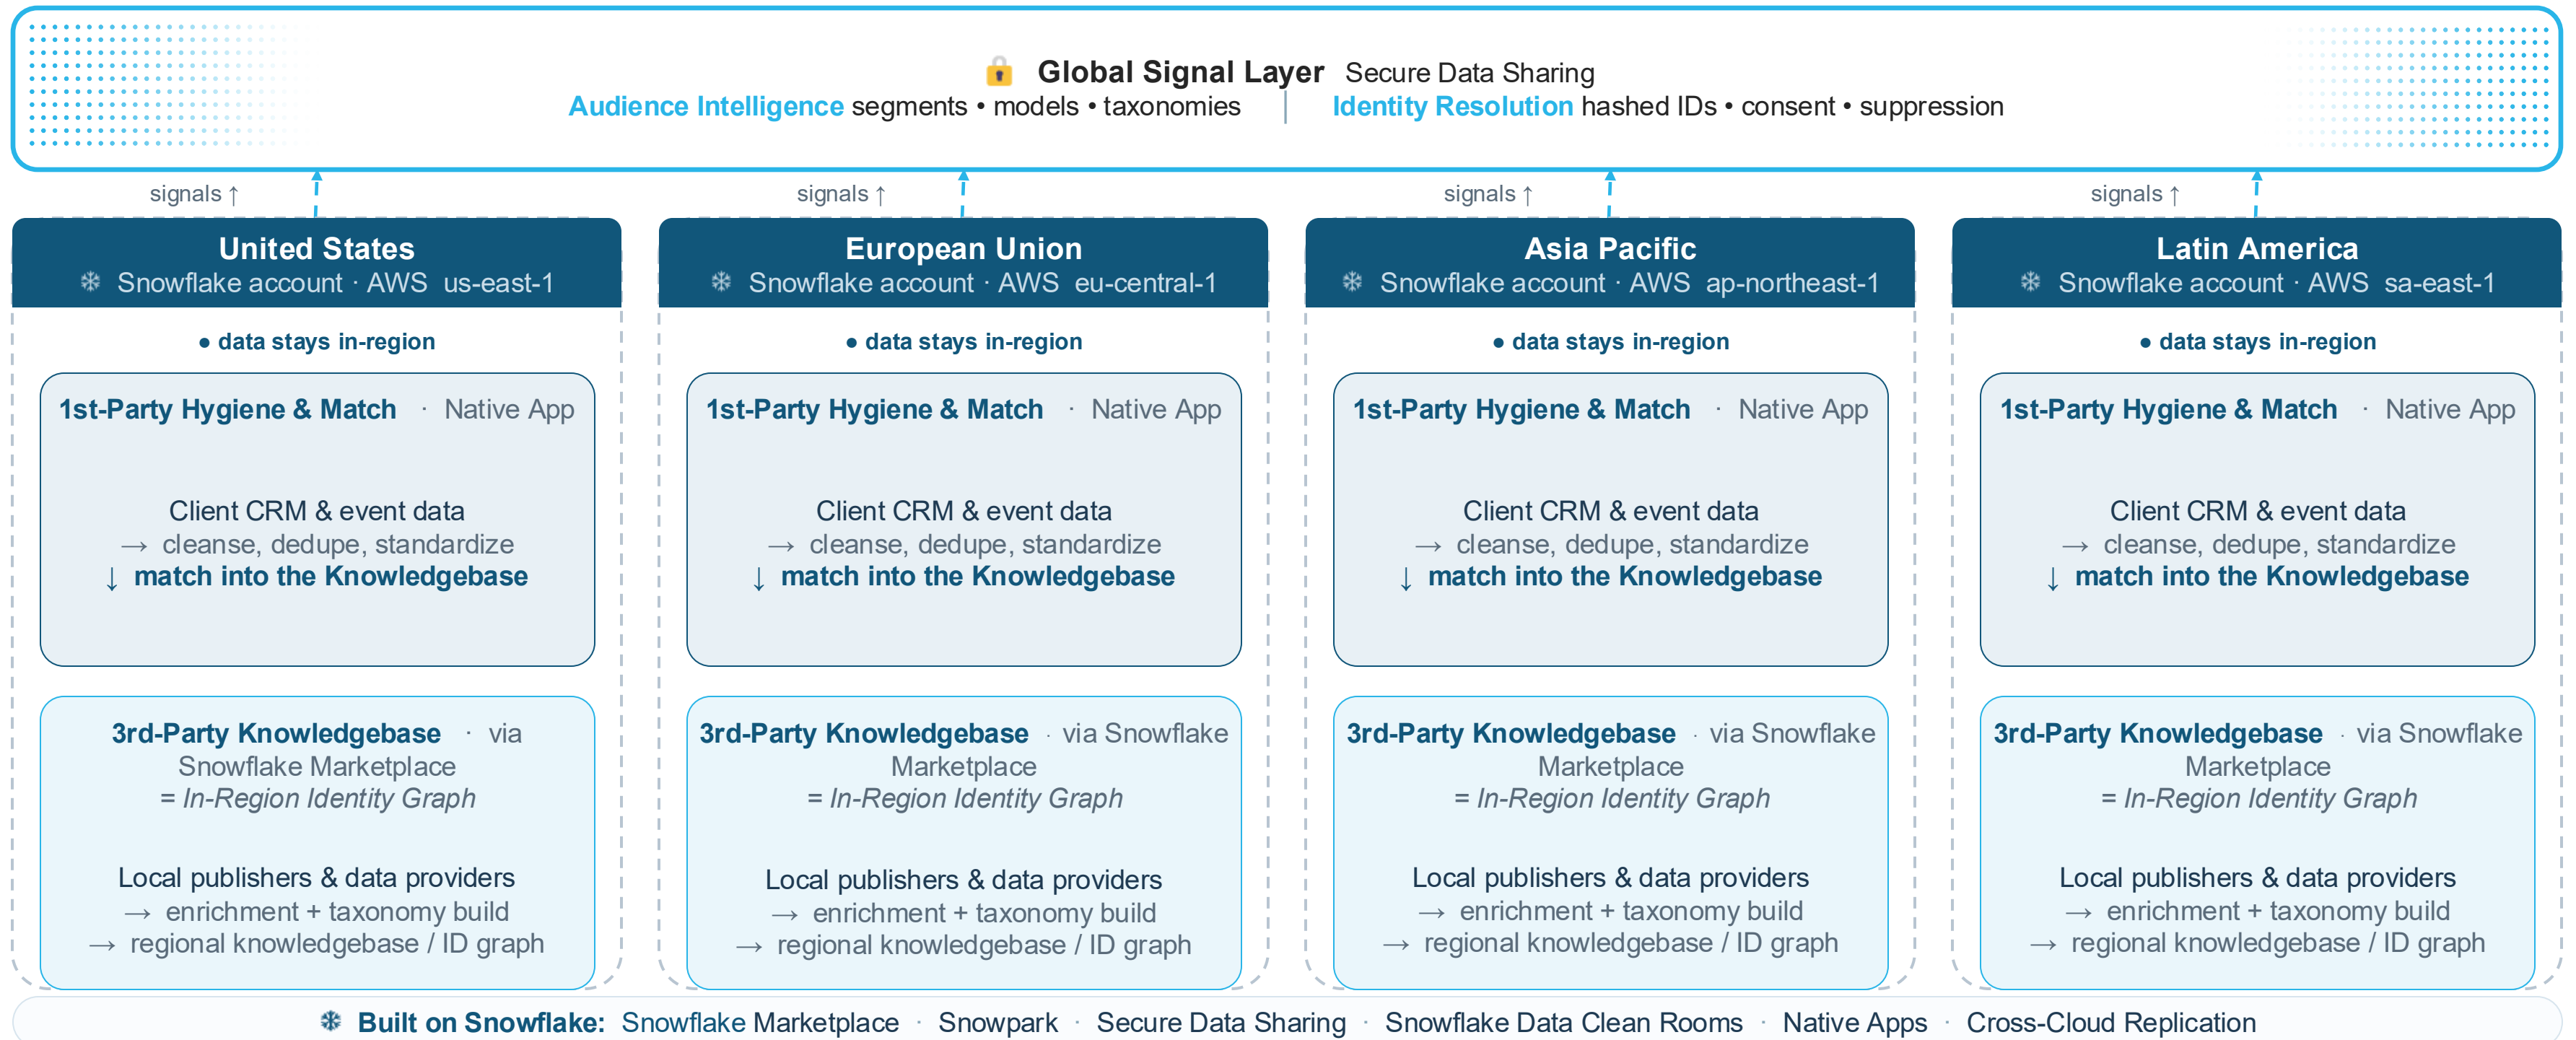 Global Signal Layer Secure Data Sharing
Audience Intelligence segments • models • taxonomies | Identity Resolution hashed IDs • consent • suppression
signals ↑
signals ↑
signals ↑
signals ↑
United States
Snowflake account · AWS us-east-1
● data stays in-region
1st-Party Hygiene & Match · Native App
Client CRM & event data
→ cleanse, dedupe, standardize
↓ match into the Knowledgebase
3rd-Party Knowledgebase · via
Snowflake Marketplace
= In-Region Identity Graph
Local publishers & data providers
→ enrichment + taxonomy build
→ regional knowledgebase / ID graph
European Union
Snowflake account · AWS eu-central-1
● data stays in-region
1st-Party Hygiene & Match · Native App
Client CRM & event data
→ cleanse, dedupe, standardize
↓ match into the Knowledgebase
3rd-Party Knowledgebase · via Snowflake
Marketplace
= In-Region Identity Graph
Local publishers & data providers
→ enrichment + taxonomy build
→ regional knowledgebase / ID graph
Asia Pacific
Snowflake account · AWS ap-northeast-1
● data stays in-region
1st-Party Hygiene & Match · Native App
Client CRM & event data
→ cleanse, dedupe, standardize
↓ match into the Knowledgebase
3rd-Party Knowledgebase · via Snowflake
Marketplace
= In-Region Identity Graph
Local publishers & data providers
→ enrichment + taxonomy build
→ regional knowledgebase / ID graph
Latin America
Snowflake account · AWS sa-east-1
● data stays in-region
1st-Party Hygiene & Match · Native App
Client CRM & event data
→ cleanse, dedupe, standardize
↓ match into the Knowledgebase
3rd-Party Knowledgebase · via Snowflake
Marketplace
= In-Region Identity Graph
Local publishers & data providers
→ enrichment + taxonomy build
→ regional knowledgebase / ID graph
Built on Snowflake: Snowflake Marketplace · Snowpark · Secure Data Sharing · Snowflake Data Clean Rooms · Native Apps · Cross-Cloud Replication